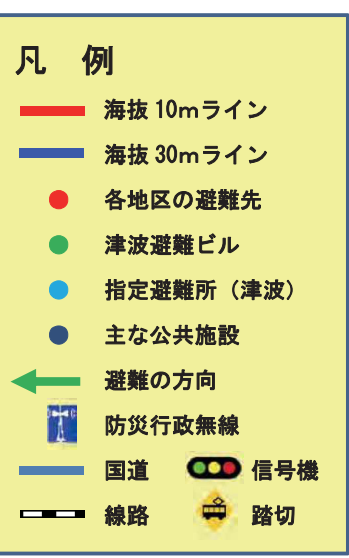 凡 例
海抜 10mライン
海抜 30mライン
各地区の避難先
津波避難ビル
指定避難所（津波）
主な公共施設
避難の方向
防災行政無線
国道 信号機
線路 踏切